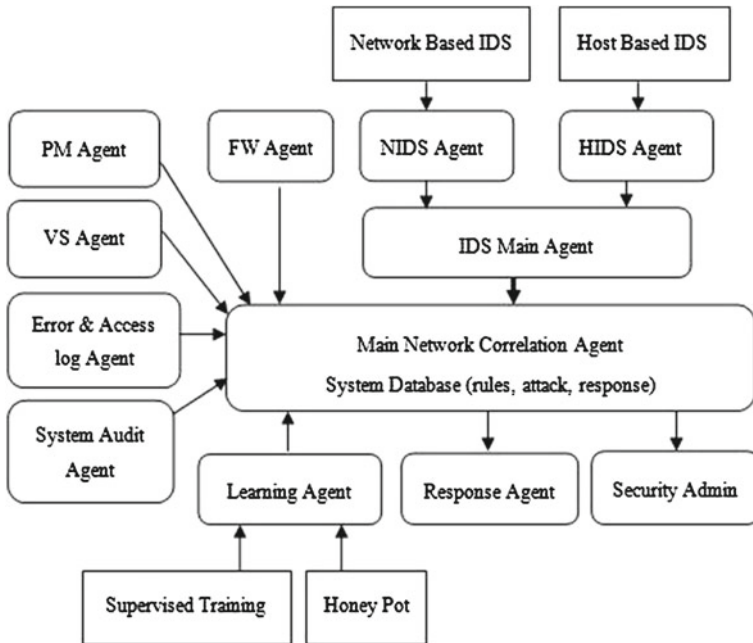 Network Based IDS
Host Based IDS
PM Agent
FW Agent
NIDS Agent
HIDS Agent
VS Agent
IDS Main Agent
Error & Access
log Agent
Main Network Correlation Agent
System Database (rules, attack, response)
System Audit
Agent
Learning Agent
Response Agent
Security Admin
Supervised Training
Honey Pot